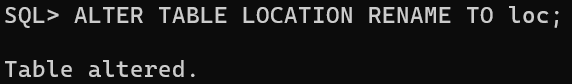 SQL> ALTER TABLE LOCATION RENAME TO loc;
Table altered.